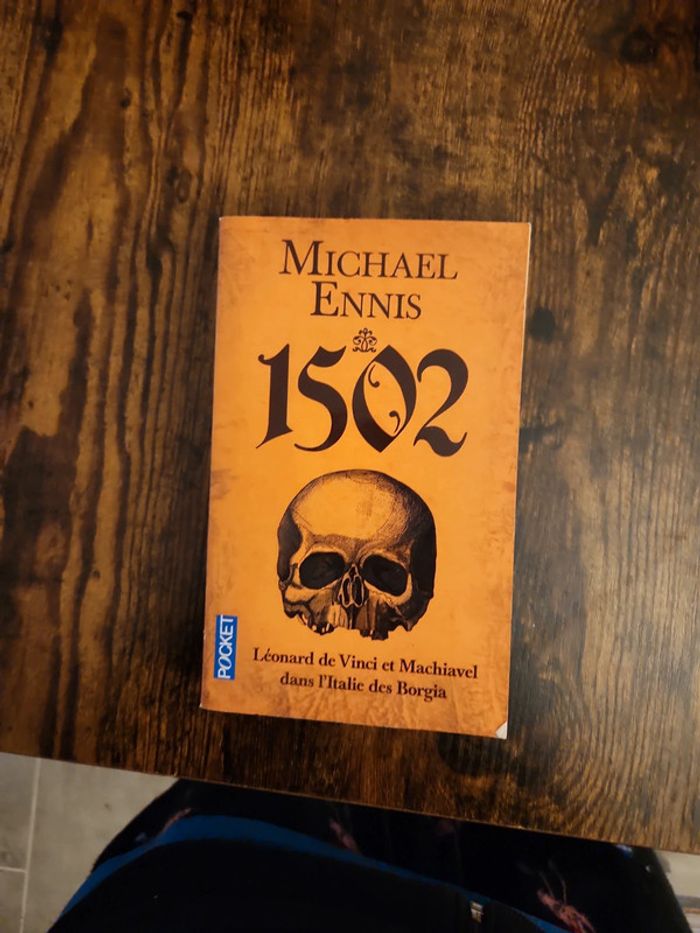 MICHAEL
ENNIS
1502
POCKET
Léonard de Vinci et Machiavel
dans l'Italie des Borgia